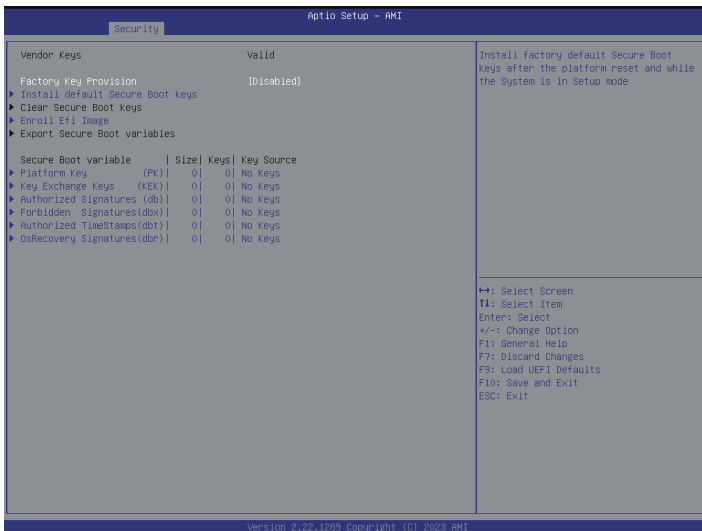 Aptio Setup – AMI
Security
Vendor Keys Valid
Factory Key Provision [Disabled]
Install default Secure Boot keys
Clear Secure Boot keys
Enroll Efi Image
Export Secure Boot variables
Secure Boot variable | Size| Keys| Key Source
Platform Key (PK)| 0| 0| No Keys
Key Exchange Keys (KEK)| 0| 0| No Keys
Authorized Signatures (db)| 0| 0| No Keys
Forbidden Signatures(dbx)| 0| 0| No Keys
Authorized TimeStamps(dbt)| 0| 0| No Keys
OsRecovery Signatures(dbr)| 0| 0| No Keys
Install factory default Secure Boot
keys after the platform reset and while
the System is in Setup mode
↔: Select Screen
↑↓: Select Item
Enter: Select
+/-: Change Option
F1: General Help
F7: Discard Changes
F9: Load UEFI Defaults
F10: Save and Exit
ESC: Exit
Version 2.22.1289 Copyright (C) 2023 AMI